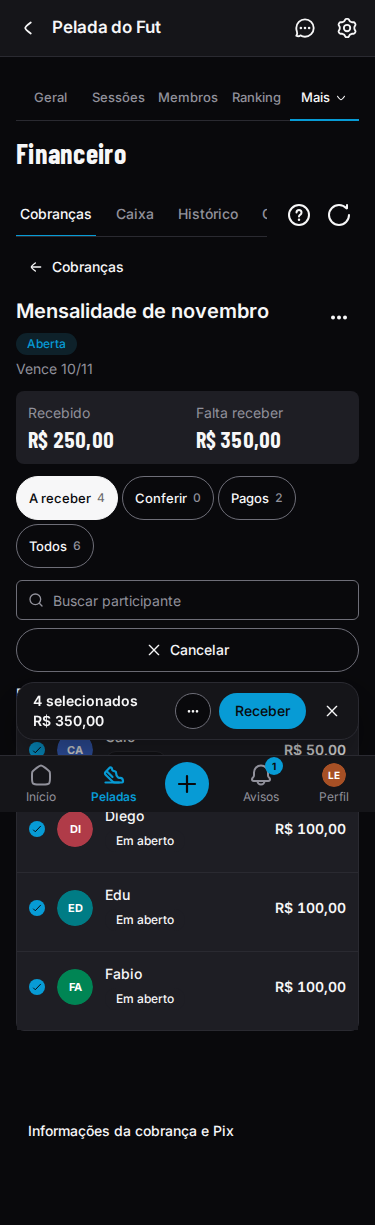 Pelada do Fut
Geral Sessões Membros Ranking Mais
Financeiro
Cobranças Caixa Histórico
Cobranças
Mensalidade de novembro
Aberta
Vence 10/11
Recebido Falta receber
R$ 250,00 R$ 350,00
A receber 4 Conferir 0 Pagos 2
Todos 6
Buscar participante
Cancelar
4 selecionados
R$ 350,00
Receber
CA R$ 50,00
1
LE
Início Peladas Avisos Perfil
DI Diego R$ 100,00
Em aberto
ED Edu R$ 100,00
Em aberto
FA Fabio R$ 100,00
Em aberto
Informações da cobrança e Pix